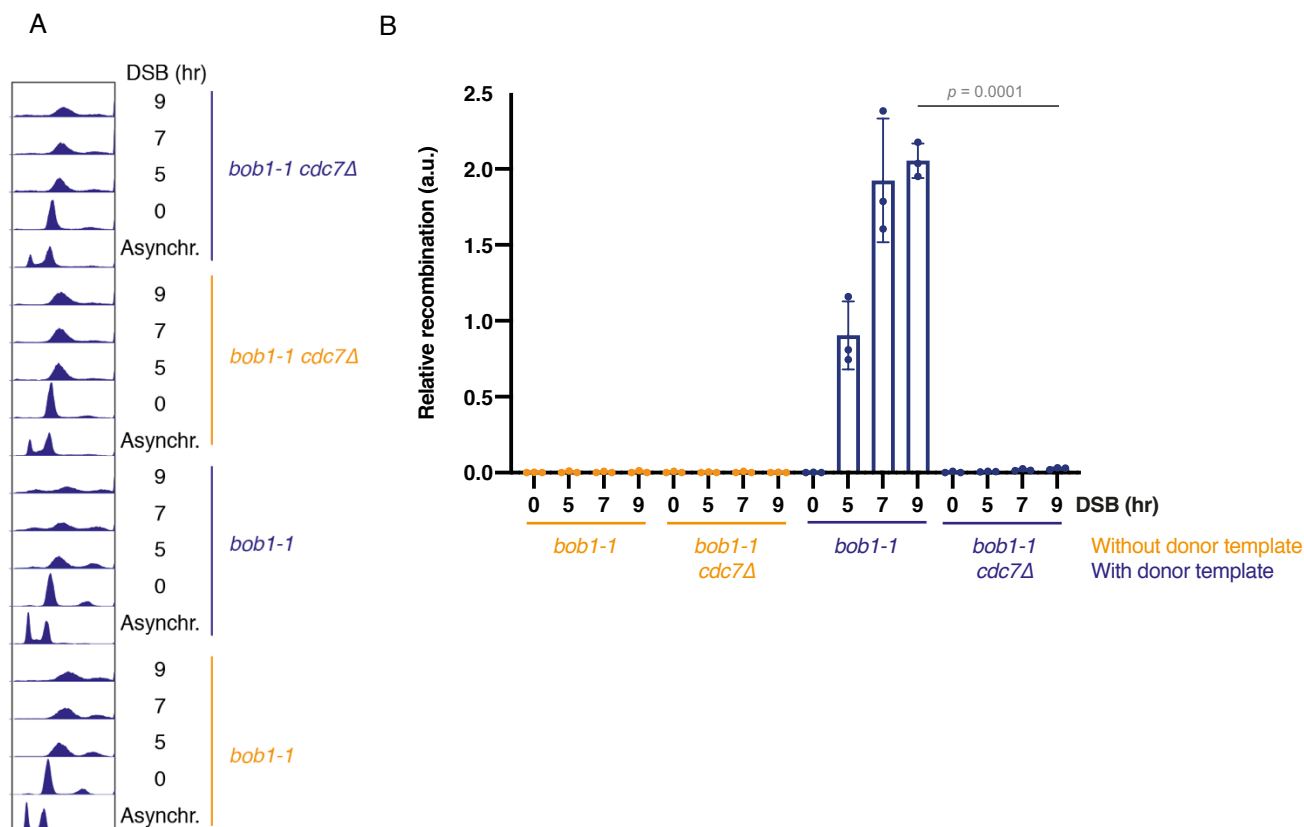 A
DSB (hr)
9
7
5
0
Asynchr.
bob1-1 cdc7Δ
9
7
5
0
Asynchr.
bob1-1 cdc7Δ
9
7
5
0
Asynchr.
bob1-1
9
7
5
0
Asynchr.
bob1-1
B
Relative recombination (a.u.)
2.5
2.0
1.5
1.0
0.5
0.0
p = 0.0001
0 5 7 9 0 5 7 9 0 5 7 9 0 5 7 9 DSB (hr)
bob1-1 bob1-1 bob1-1 bob1-1 Without donor template
cdc7Δ cdc7Δ With donor template